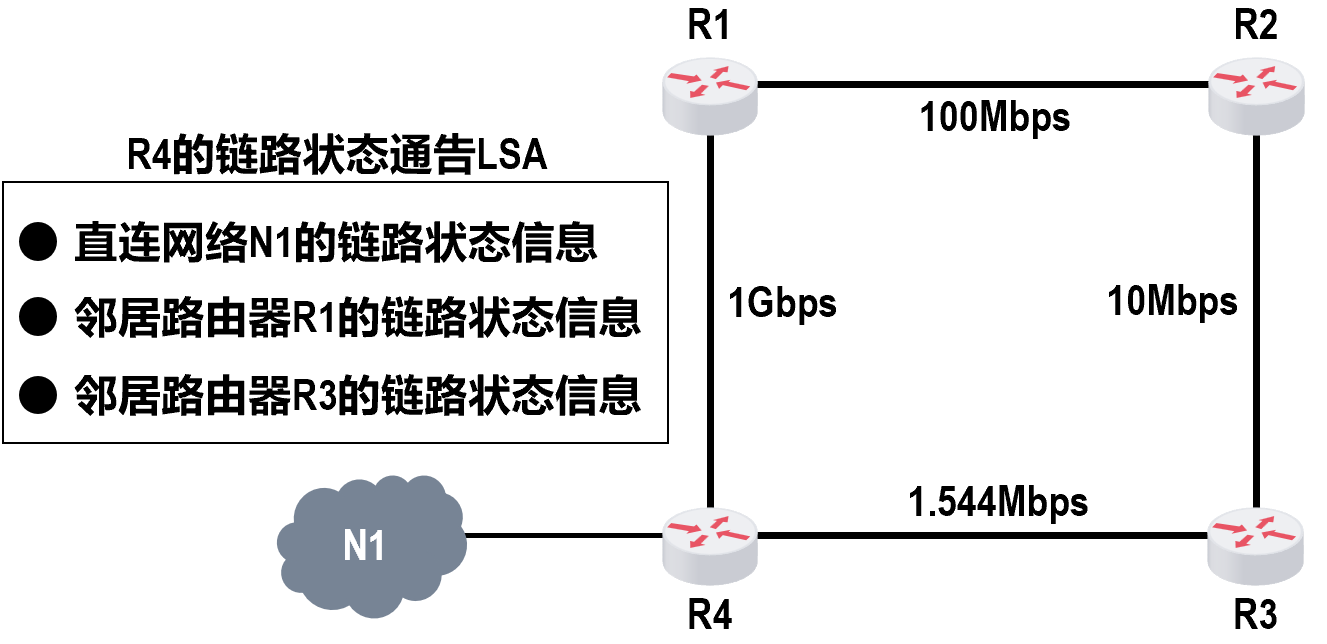 R1
R2
100Mbps
R4的链路状态通告LSA
直连网络N1的链路状态信息
邻居路由器R1的链路状态信息
邻居路由器R3的链路状态信息
1Gbps
10Mbps
1.544Mbps
N1
R4
R3